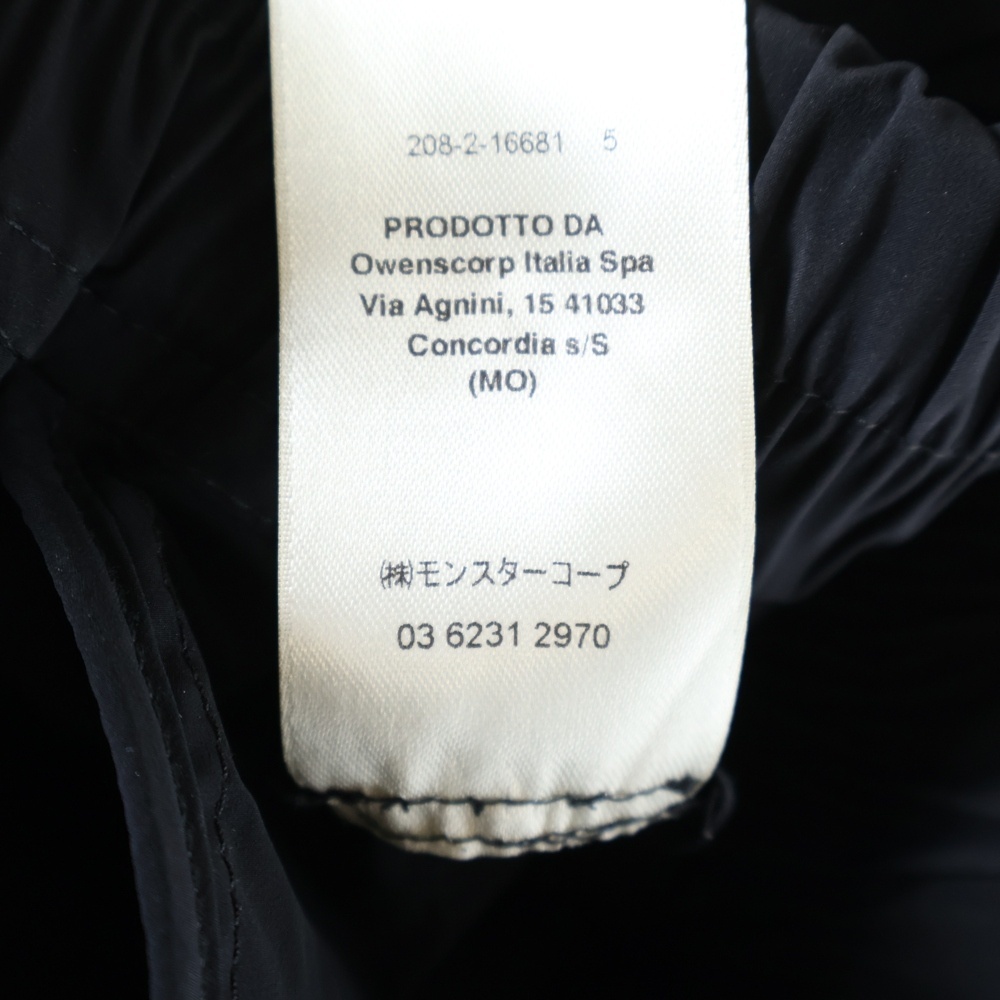 208-2-16681 5
PRODOTTO DA
Owenscorp Italia Spa
Via Agnini, 15 41033
Concordia s/S
(MO)
㈱モンスターコープ
03 6231 2970